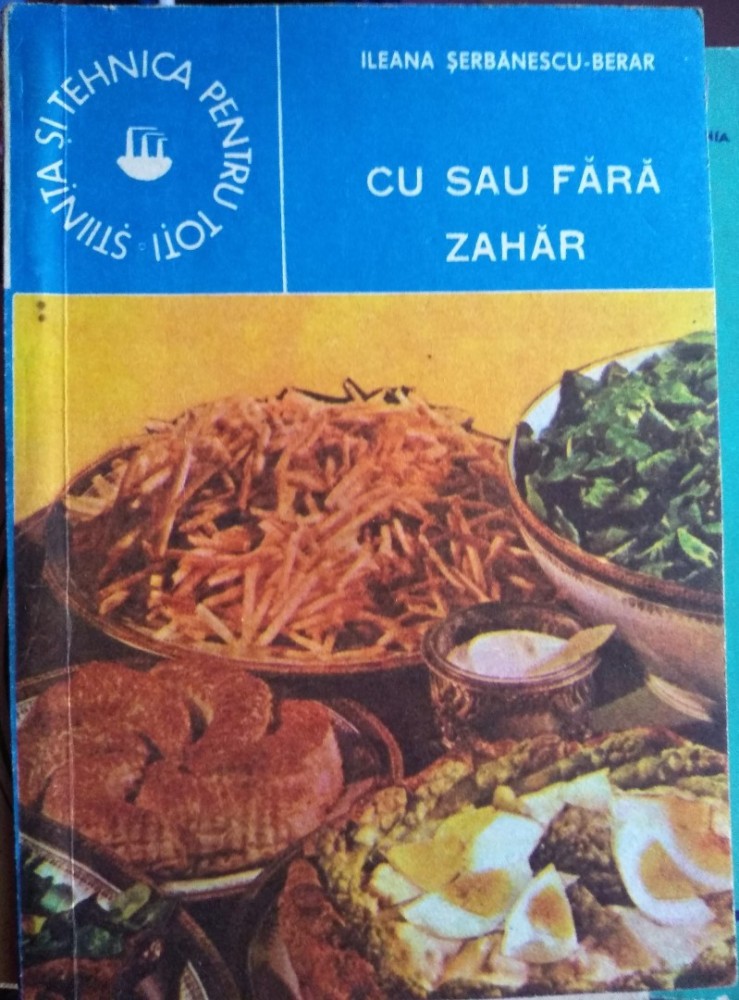 ȘTIINȚA ȘI TEHNICA PENTRU TOȚI
ILEANA ȘERBĂNESCU-BERAR
CU SAU FĂRĂ
ZAHĂR